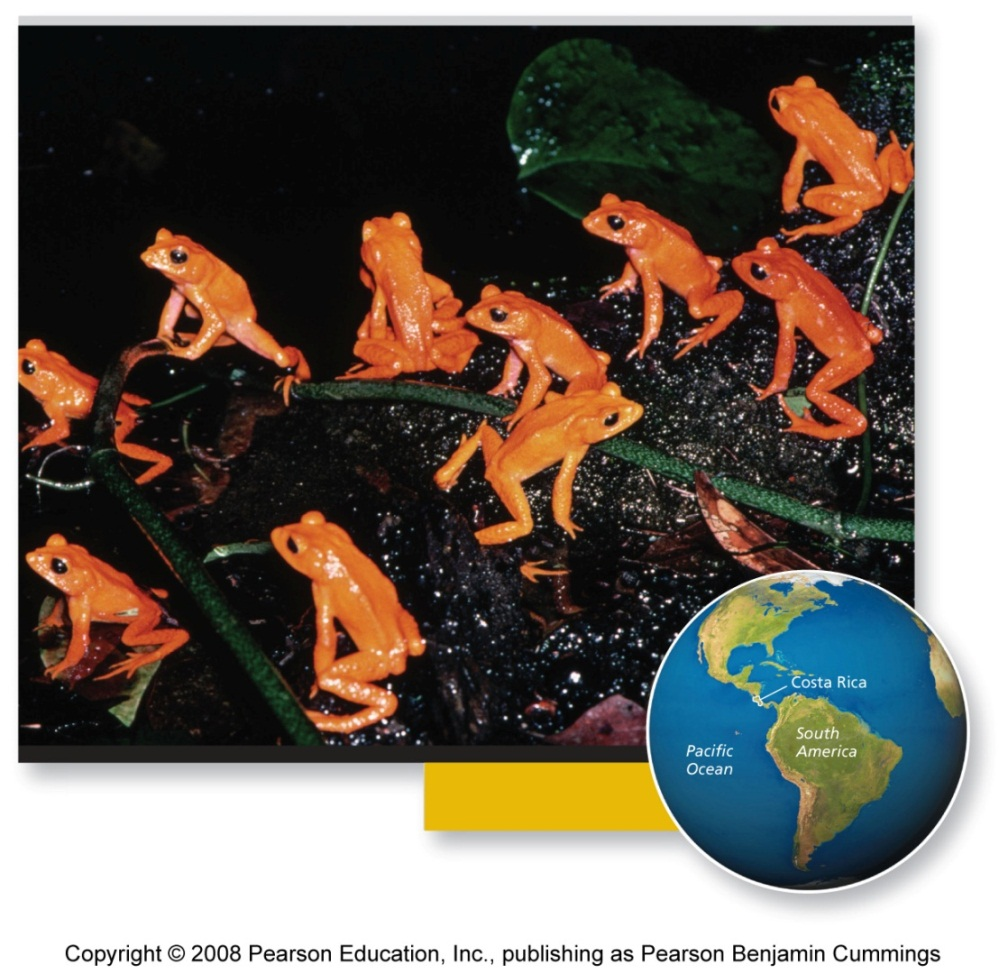 Costa Rica
South
America
Pacific
Ocean
Copyright © 2008 Pearson Education, Inc., publishing as Pearson Benjamin Cummings